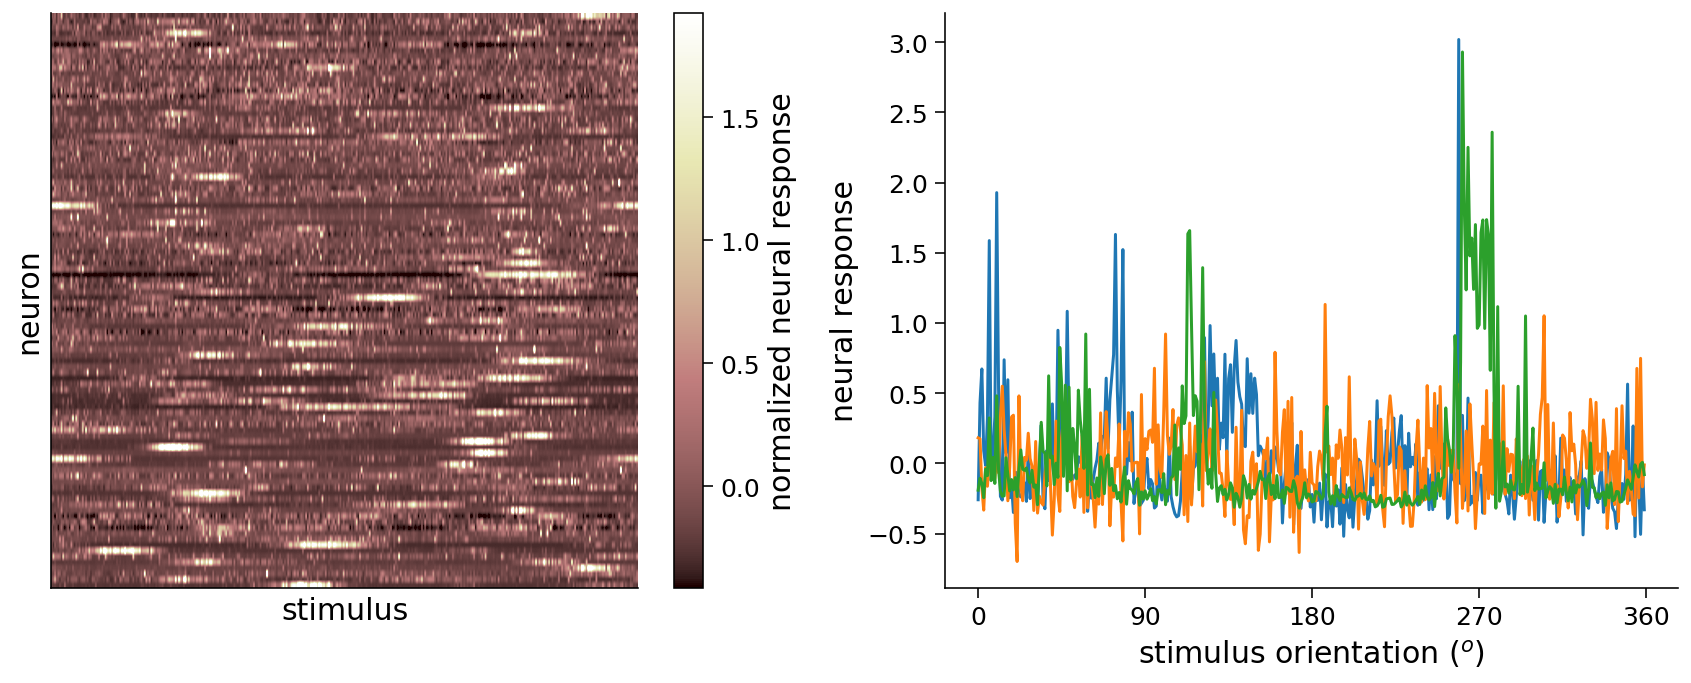 neuron
stimulus
1.5
1.0
0.5
0.0
normalized neural response
neural response
3.0
2.5
2.0
1.5
1.0
0.5
0.0
−0.5
0 90 180 270 360
stimulus orientation (o)